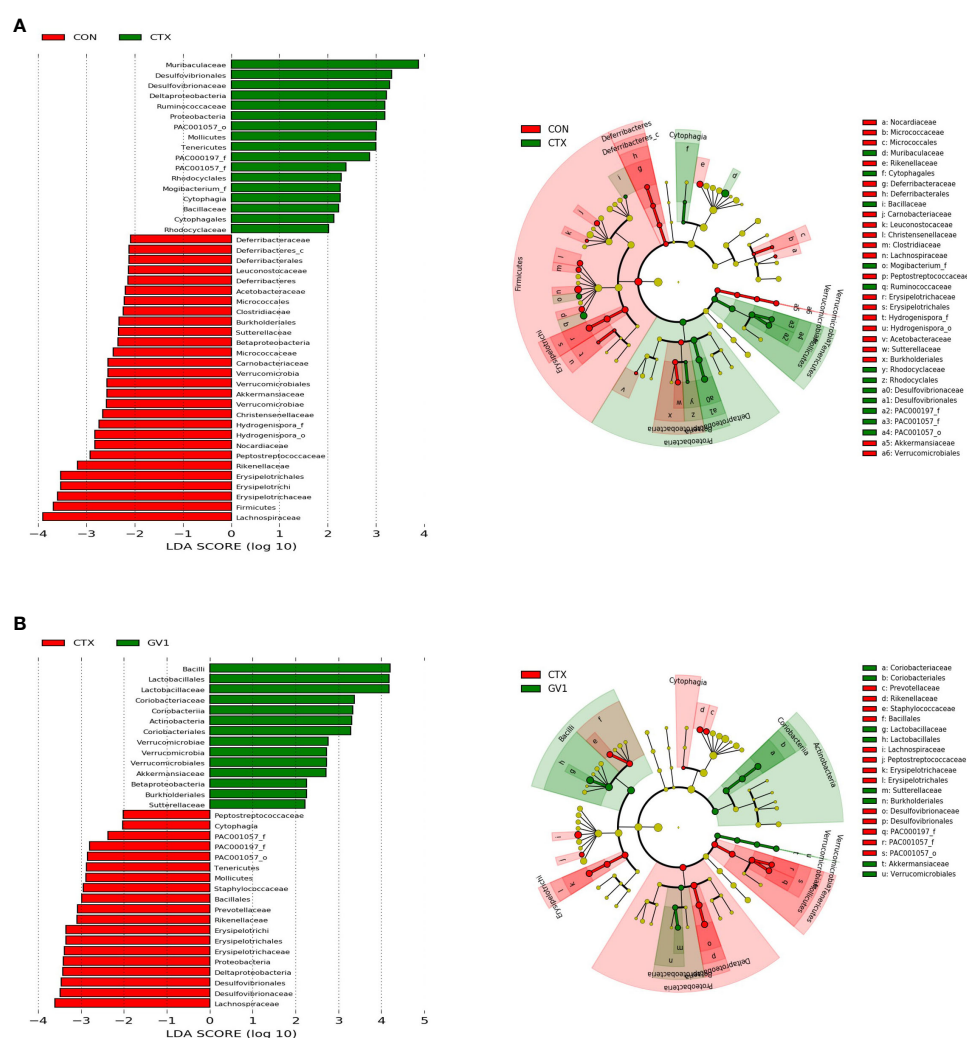 A
CON CTX
Muribaculaceae
Desulfovibrionales
Desulfovibrionaceae
Deltaproteobacteria
Ruminococcaceae
Proteobacteria
PAC001057_o
Mollicutes
Tenericutes
PAC000197_f
PAC001057_f
Rhodocyclales
Mogibacterium_f
Cytophagia
Bacillaceae
Cytophagales
Rhodocyclaceae
Deferribacteraceae
Deferribacteres_c
Deferribacterales
Leuconostocaceae
Deferribacteres
Acetobacteraceae
Micrococcales
Clostridiaceae
Burkholderiales
Sutterellaceae
Betaproteobacteria
Micrococcaceae
Carnobacteriaceae
Verrucomicrobia
Verrucomicrobiales
Akkermansiaceae
Verrucomicrobiae
Christensenellaceae
Hydrogenispora_f
Hydrogenispora_o
Nocardiaceae
Peptostreptococcaceae
Rikenellaceae
Erysipelotrichales
Erysipelotrichi
Erysipelotrichaceae
Firmicutes
Lachnospiraceae
−4 −3 −2 −1 0 1 2 3 4
LDA SCORE (log 10)
CON
CTX
Deferribacteres
Deferribacteres_c
Cytophagia
Firmicutes
Erysipelotrichi
Proteobacteria
Deltaproteobacteria
Tenericutes
h
g
f
e
d
i
c
b
a
r
x
l
m
u
o
p
q
s
r
t
u
v
w
x
y
z
a0
a1
a2
a3
a4
a5
a6
a: Nocardiaceae
b: Micrococcaceae
c: Micrococcales
d: Muribaculaceae
e: Rikenellaceae
f: Cytophagales
g: Deferribacteraceae
h: Deferribacterales
i: Bacillaceae
j: Carnobacteriaceae
k: Leuconostocaceae
l: Christensenellaceae
m: Clostridiaceae
n: Lachnospiraceae
o: Mogibacterium_f
p: Peptostreptococcaceae
q: Ruminococcaceae
r: Erysipelotrichaceae
s: Erysipelotrichales
t: Hydrogenispora_f
u: Hydrogenispora_o
v: Acetobacteraceae
w: Sutterellaceae
x: Burkholderiales
y: Rhodocyclaceae
z: Rhodocyclales
a0: Desulfovibrionaceae
a1: Desulfovibrionales
a2: PAC000197_f
a3: PAC001057_f
a4: PAC001057_o
a5: Akkermansiaceae
a6: Verrucomicrobiales
B
CTX GV1
Bacilli
Lactobacillales
Lactobacillaceae
Coriobacteriaceae
Coriobacteriia
Actinobacteria
Coriobacteriales
Verrucomicrobiae
Verrucomicrobia
Verrucomicrobiales
Akkermansiaceae
Betaproteobacteria
Burkholderiales
Sutterellaceae
Peptostreptococcaceae
Cytophagia
PAC001057_f
PAC000197_f
PAC001057_o
Tenericutes
Mollicutes
Staphylococcaceae
Bacillales
Prevotellaceae
Rikenellaceae
Erysipelotrichi
Erysipelotrichales
Erysipelotrichaceae
Proteobacteria
Deltaproteobacteria
Desulfovibrionales
Desulfovibrionaceae
Lachnospiraceae
−4 −3 −2 −1 0 1 2 3 4 5
LDA SCORE (log 10)
CTX
GV1
Cytophagia
Bacilli
Coriobacteriia
Actinobacteria
Erysipelotrichi
Proteobacteria
Deltaproteobacteria
Tenericutes
d
c
b
a
f
e
h
g
k
m
n
o
p
q
r
s
t
u
a: Coriobacteriaceae
b: Coriobacteriales
c: Prevotellaceae
d: Rikenellaceae
e: Staphylococcaceae
f: Bacillales
g: Lactobacillaceae
h: Lactobacillales
i: Lachnospiraceae
j: Peptostreptococcaceae
k: Erysipelotrichaceae
l: Erysipelotrichales
m: Sutterellaceae
n: Burkholderiales
o: Desulfovibrionaceae
p: Desulfovibrionales
q: PAC000197_f
r: PAC001057_f
s: PAC001057_o
t: Akkermansiaceae
u: Verrucomicrobiales